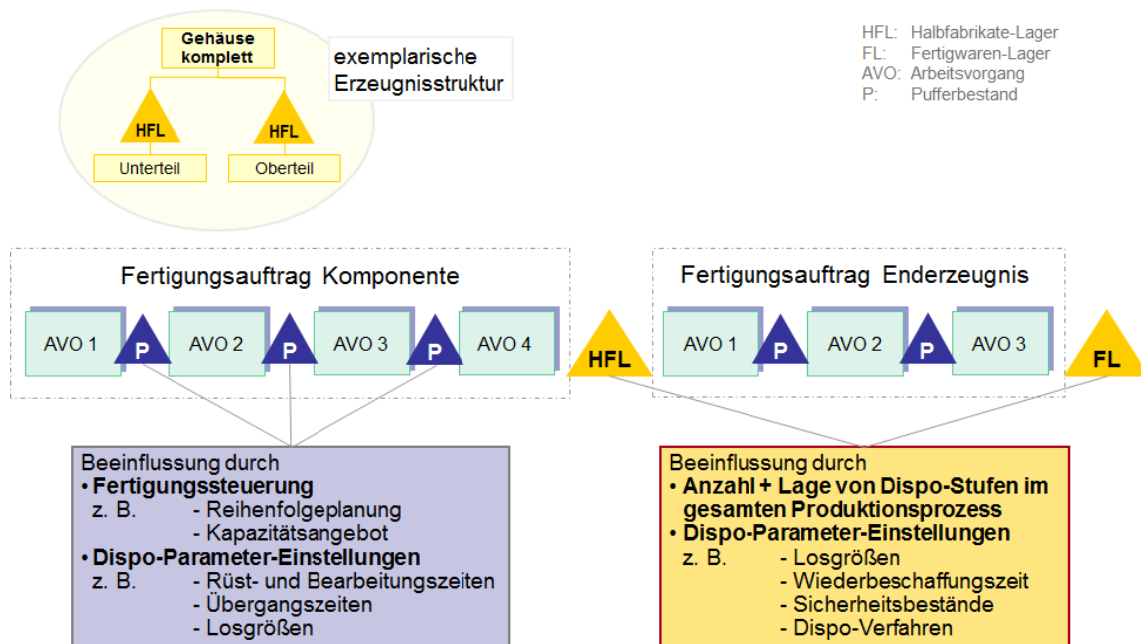 Gehäuse
komplett
exemplarische
Erzeugnisstruktur
HFL: Halbfabrikate-Lager
FL: Fertigwaren-Lager
AVO: Arbeitsvorgang
P: Pufferbestand
HFL HFL
Unterteil Oberteil
Fertigungsauftrag Komponente
AVO 1 P AVO 2 P AVO 3 P AVO 4
HFL
Fertigungsauftrag Enderzeugnis
AVO 1 P AVO 2 P AVO 3
FL
Beeinflussung durch
• Fertigungssteuerung
z. B. - Reihenfolgeplanung
- Kapazitätsangebot
• Dispo-Parameter-Einstellungen
z. B. - Rüst- und Bearbeitungszeiten
- Übergangszeiten
- Losgrößen
Beeinflussung durch
• Anzahl + Lage von Dispo-Stufen im
gesamten Produktionsprozess
• Dispo-Parameter-Einstellungen
z. B. - Losgrößen
- Wiederbeschaffungszeit
- Sicherheitsbestände
- Dispo-Verfahren